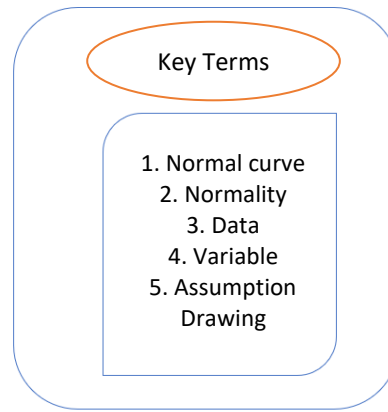 Key Terms
1. Normal curve
2. Normality
3. Data
4. Variable
5. Assumption
Drawing